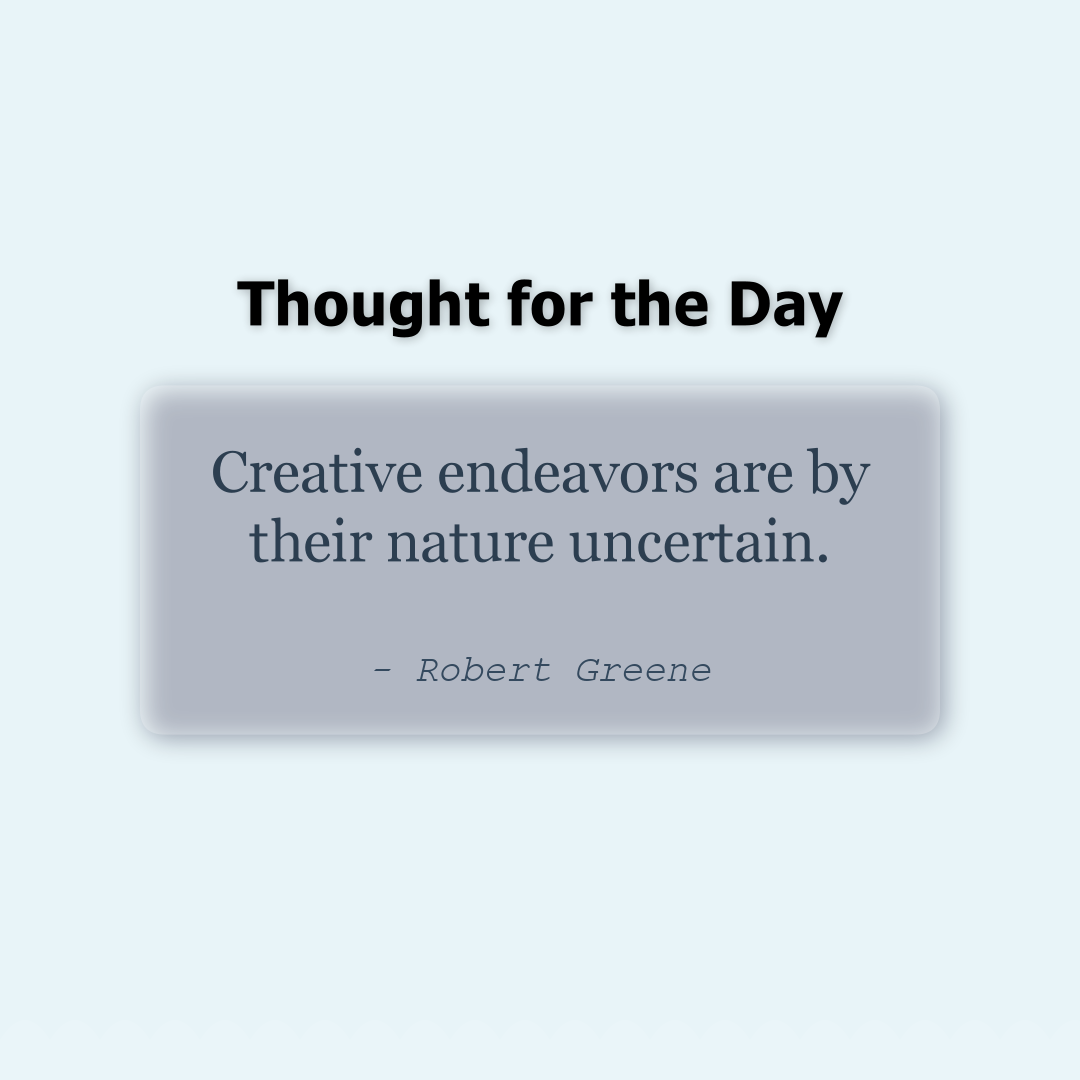 Thought for the Day
Creative endeavors are by
their nature uncertain.
- Robert Greene